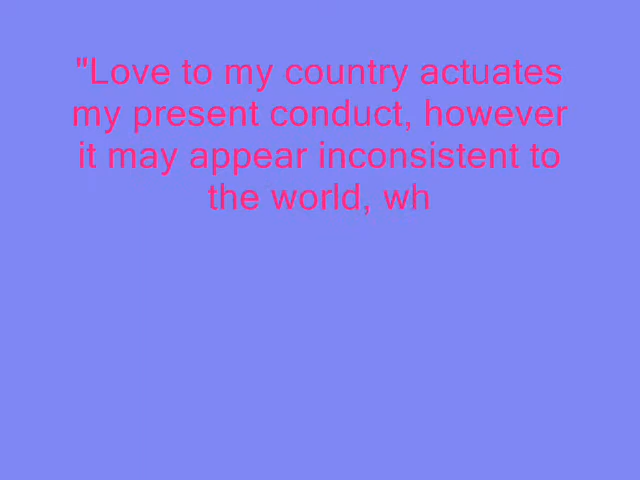 "Love to my country actuates
my present conduct, however
it may appear inconsistent to
the world, wh